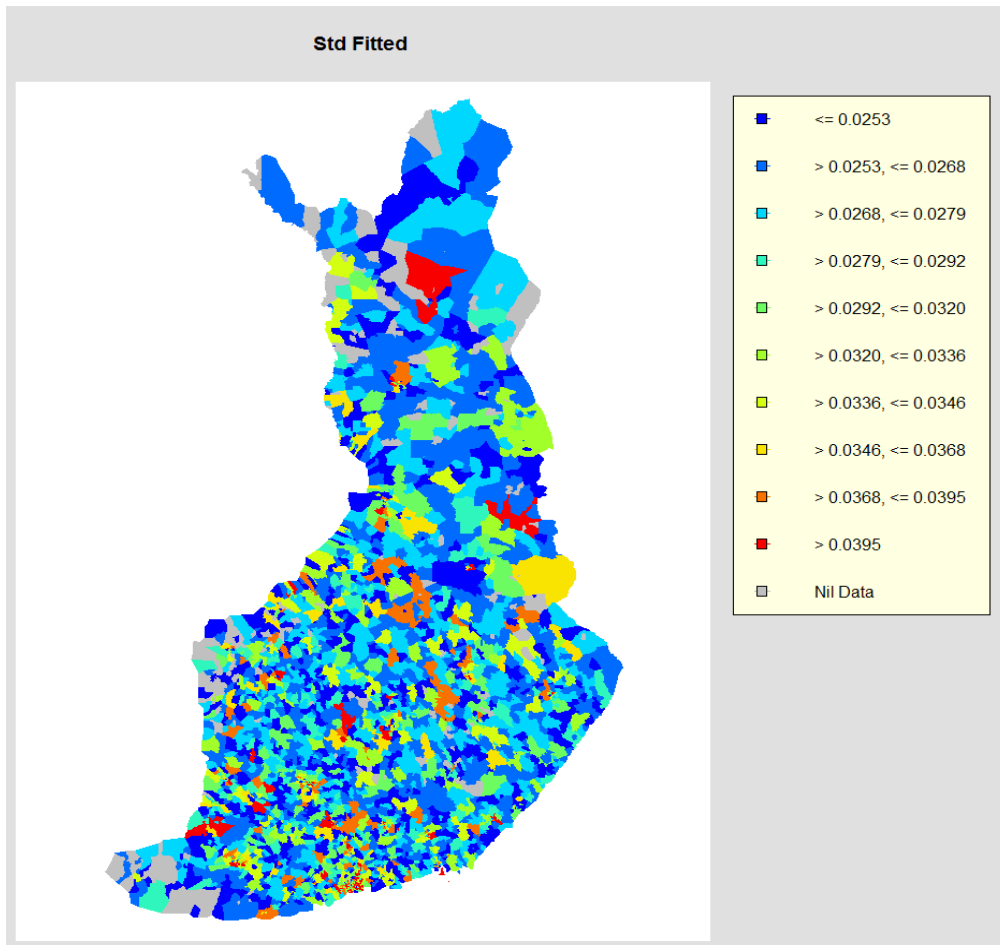 Std Fitted
<= 0.0253
> 0.0253, <= 0.0268
> 0.0268, <= 0.0279
> 0.0279, <= 0.0292
> 0.0292, <= 0.0320
> 0.0320, <= 0.0336
> 0.0336, <= 0.0346
> 0.0346, <= 0.0368
> 0.0368, <= 0.0395
> 0.0395
Nil Data